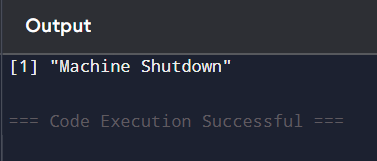 Output
[1] "Machine Shutdown"
=== Code Execution Successful ===